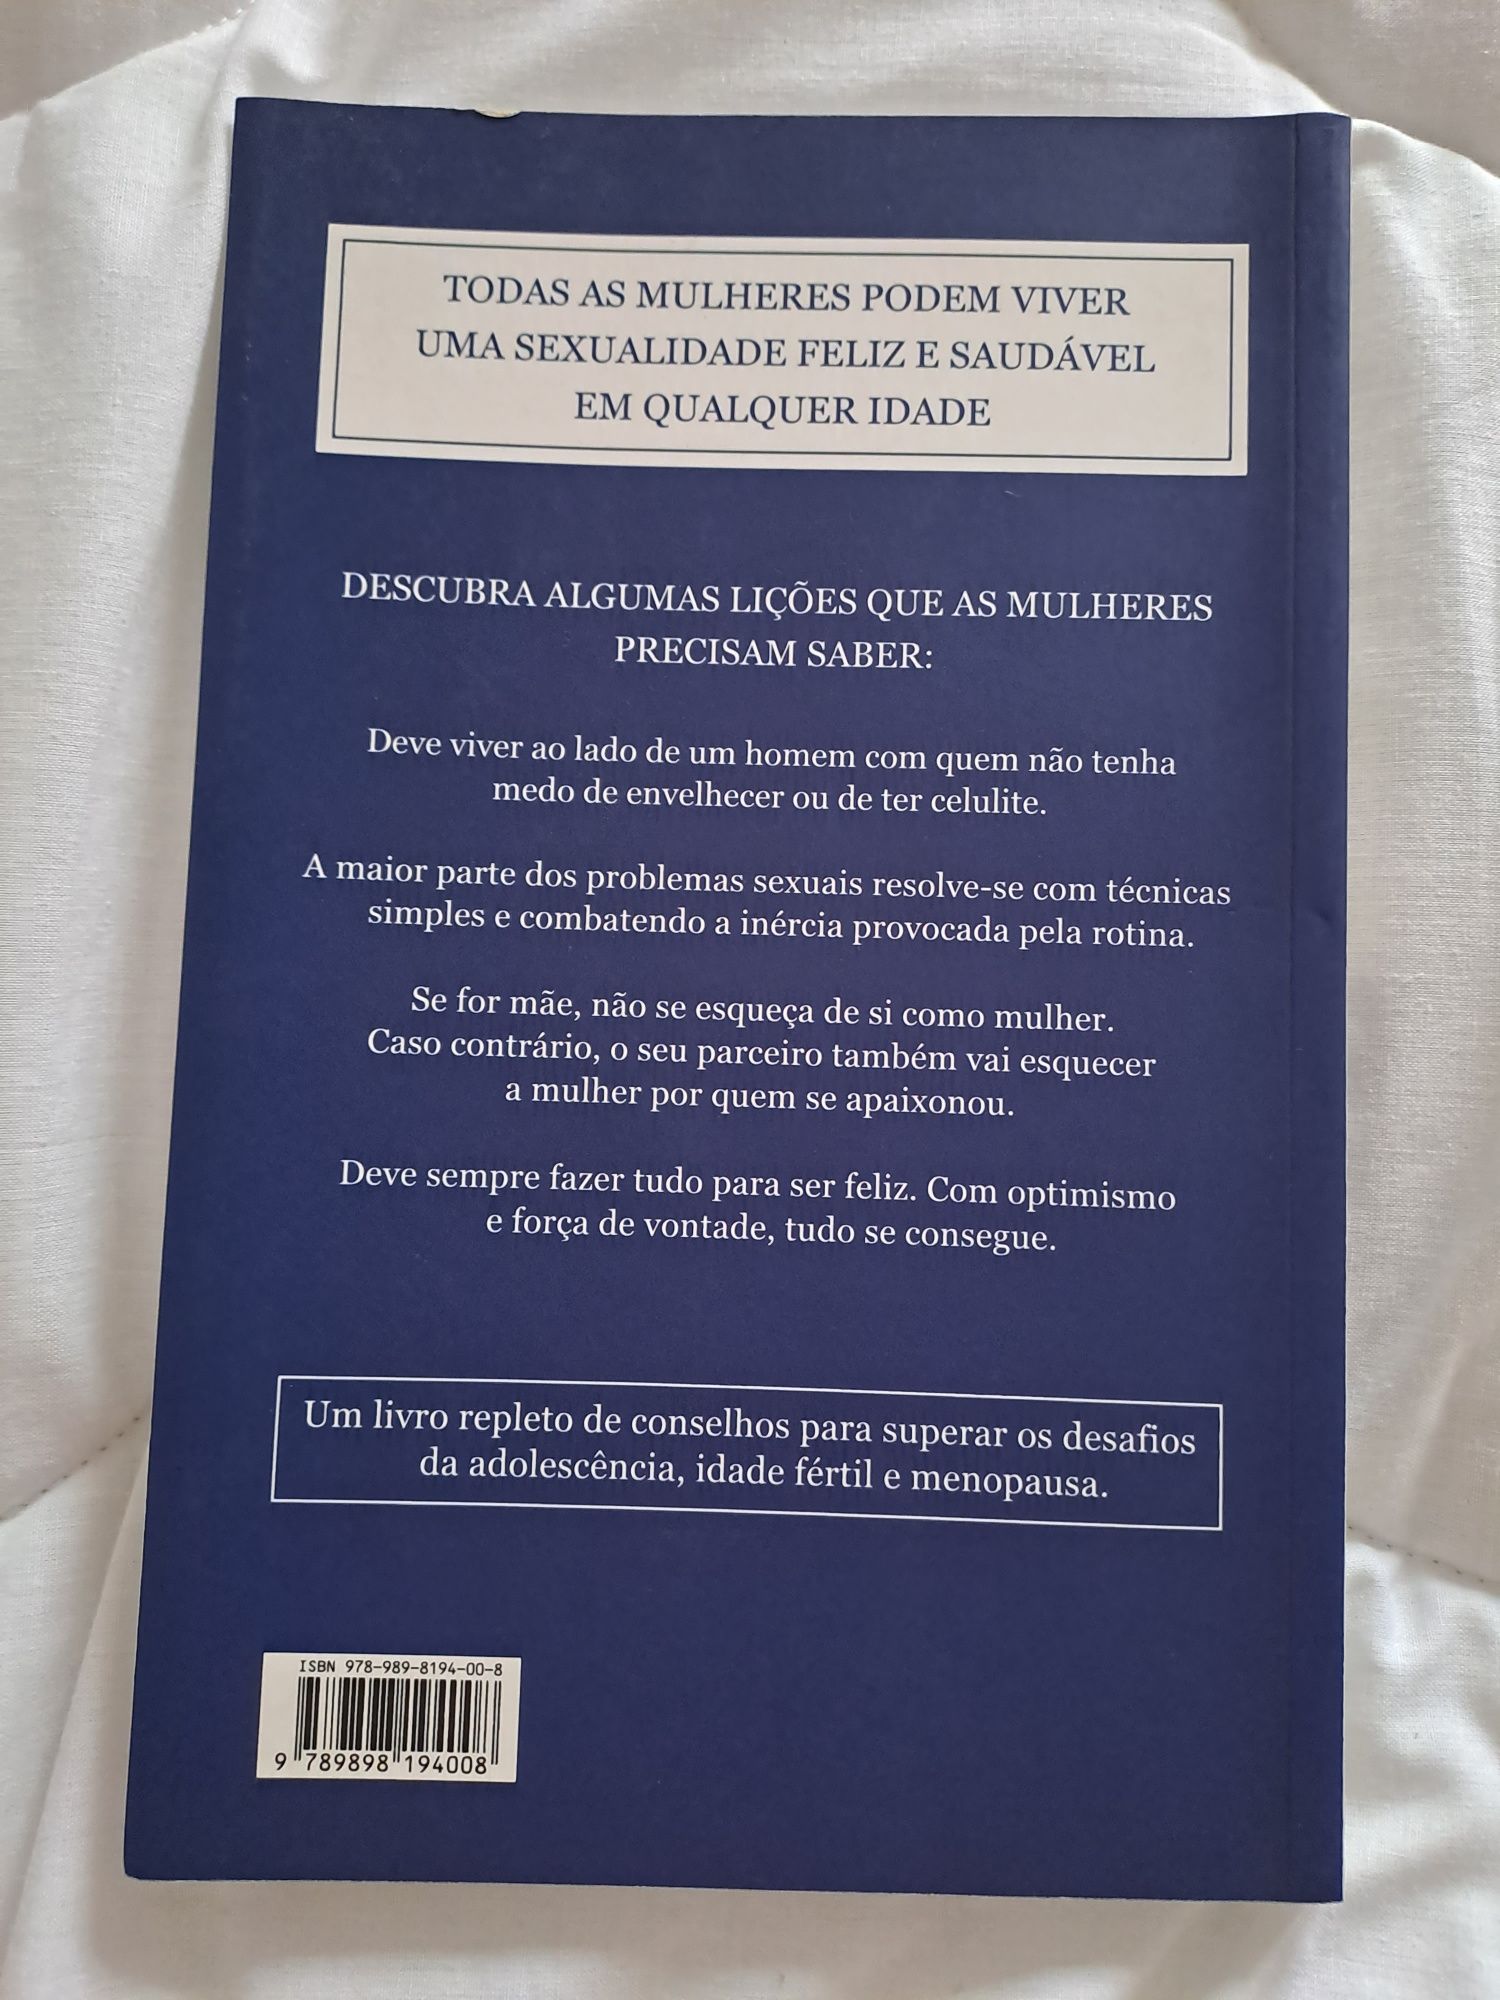 TODAS AS MULHERES PODEM VIVER
UMA SEXUALIDADE FELIZ E SAUDÁVEL
EM QUALQUER IDADE
DESCUBRA ALGUMAS LIÇÕES QUE AS MULHERES
PRECISAM SABER:
Deve viver ao lado de um homem com quem não tenha
medo de envelhecer ou de ter celulite.
A maior parte dos problemas sexuais resolve-se com técnicas
simples e combatendo a inércia provocada pela rotina.
Se for mãe, não se esqueça de si como mulher.
Caso contrário, o seu parceiro também vai esquecer
a mulher por quem se apaixonou.
Deve sempre fazer tudo para ser feliz. Com optimismo
e força de vontade, tudo se consegue.
Um livro repleto de conselhos para superar os desafios
da adolescência, idade fértil e menopausa.
ISBN 978-989-8194-00-8
9 789898 194008